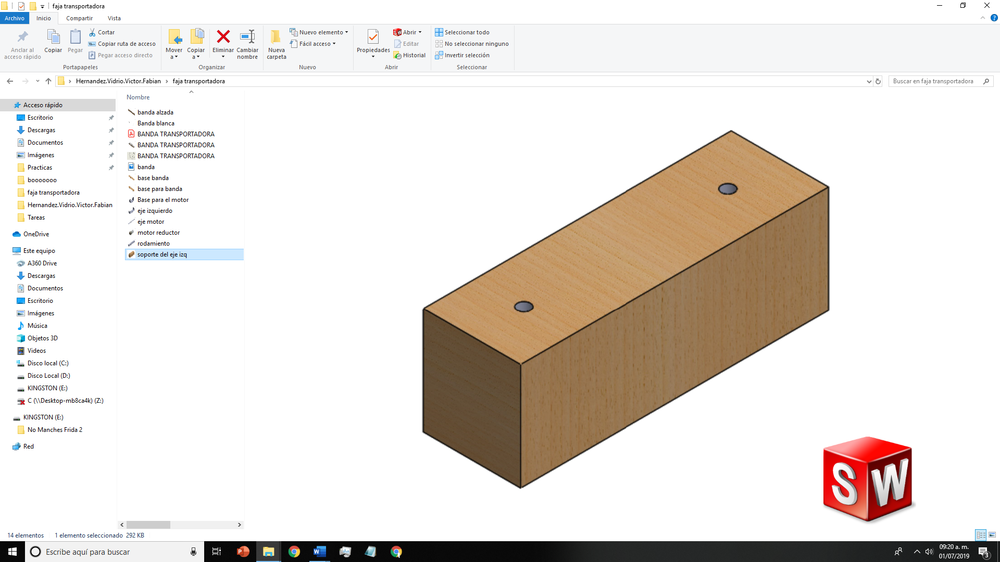 faja transportadora
Archivo Inicio Compartir Vista
Anclar al acceso rápido
Copiar
Pegar
Cortar
Copiar ruta de acceso
Pegar acceso directo
Portapapeles
Mover a
Copiar a
Eliminar
Cambiar nombre
Organizar
Nueva carpeta
Nuevo elemento
Fácil acceso
Nuevo
Propiedades
Abrir
Editar
Historial
Abrir
Seleccionar todo
No seleccionar ninguno
Invertir selección
Seleccionar
Hernandez.Vidrio.Victor.Fabian > faja transportadora
Buscar en faja transportadora
Acceso rápido
Escritorio
Descargas
Documentos
Imágenes
Practicas
booooooo
faja transportadora
Hernandez.Vidrio.Victor.Fabian
Tareas
OneDrive
Este equipo
A360 Drive
Descargas
Documentos
Escritorio
Imágenes
Música
Objetos 3D
Videos
Disco local (C:)
Disco Local (D:)
KINGSTON (E:)
C (\\Desktop-mb8ca4k) (Z:)
KINGSTON (E:)
No Manches Frida 2
Red
Nombre
banda alzada
Banda blanca
BANDA TRANSPORTADORA
BANDA TRANSPORTADORA
BANDA TRANSPORTADORA
banda
base banda
base para banda
Base para el motor
eje izquierdo
eje motor
motor reductor
rodamiento
soporte del eje izq
SW
14 elementos 1 elemento seleccionado 292 KB
Escribe aquí para buscar
09:20 a. m.
01/07/2019
3